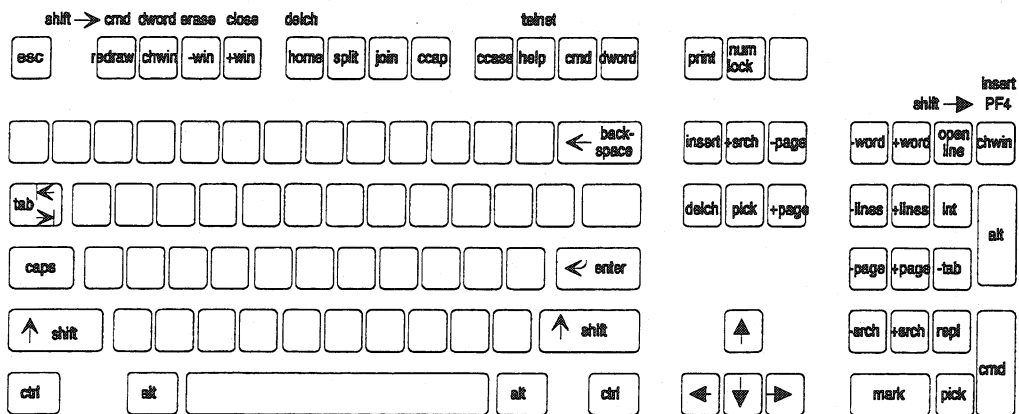 shift cmd dword erase close delch telnet
esc redraw chwin -win +win home split join ccap ccase help cmd dword print num lock
insert
shift PF4
back-space insert +srch -page -word +word open line chwin
tab delch pick +page -lines +lines int alt
caps enter -page +page -tab
shift shift -srch +srch repl cmd
ctrl alt alt ctrl mark pick